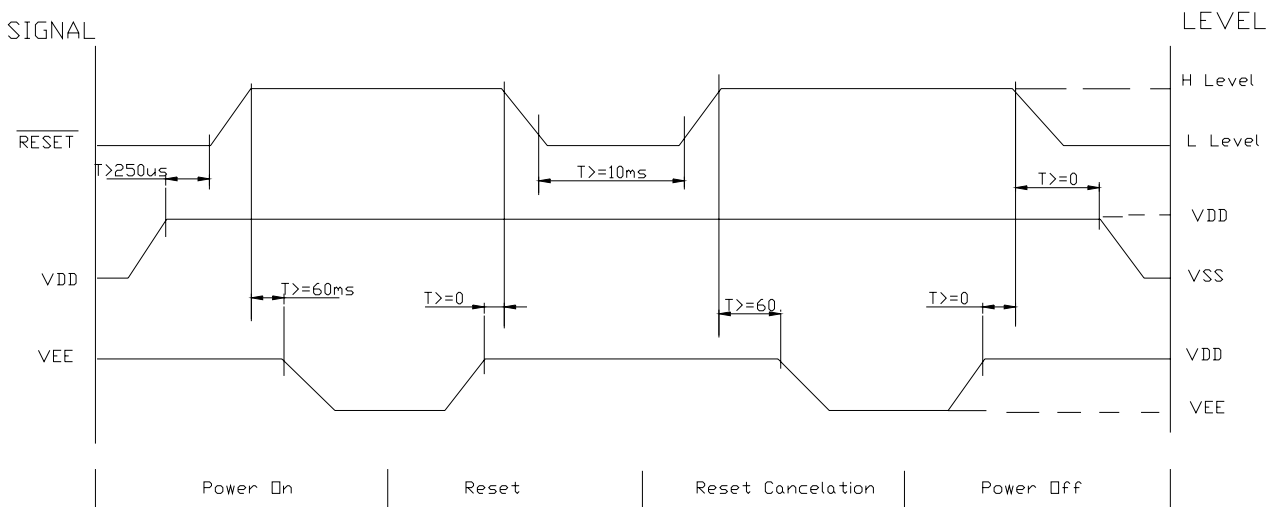 SIGNAL
LEVEL
H Level
RESET
L Level
T>250us
T>=10ms
T>=0
VDD
VDD
VSS
T>=60ms
T>=0
T>=60
T>=0
VEE
VDD
VEE
Power On
Reset
Reset Cancelation
Power Off